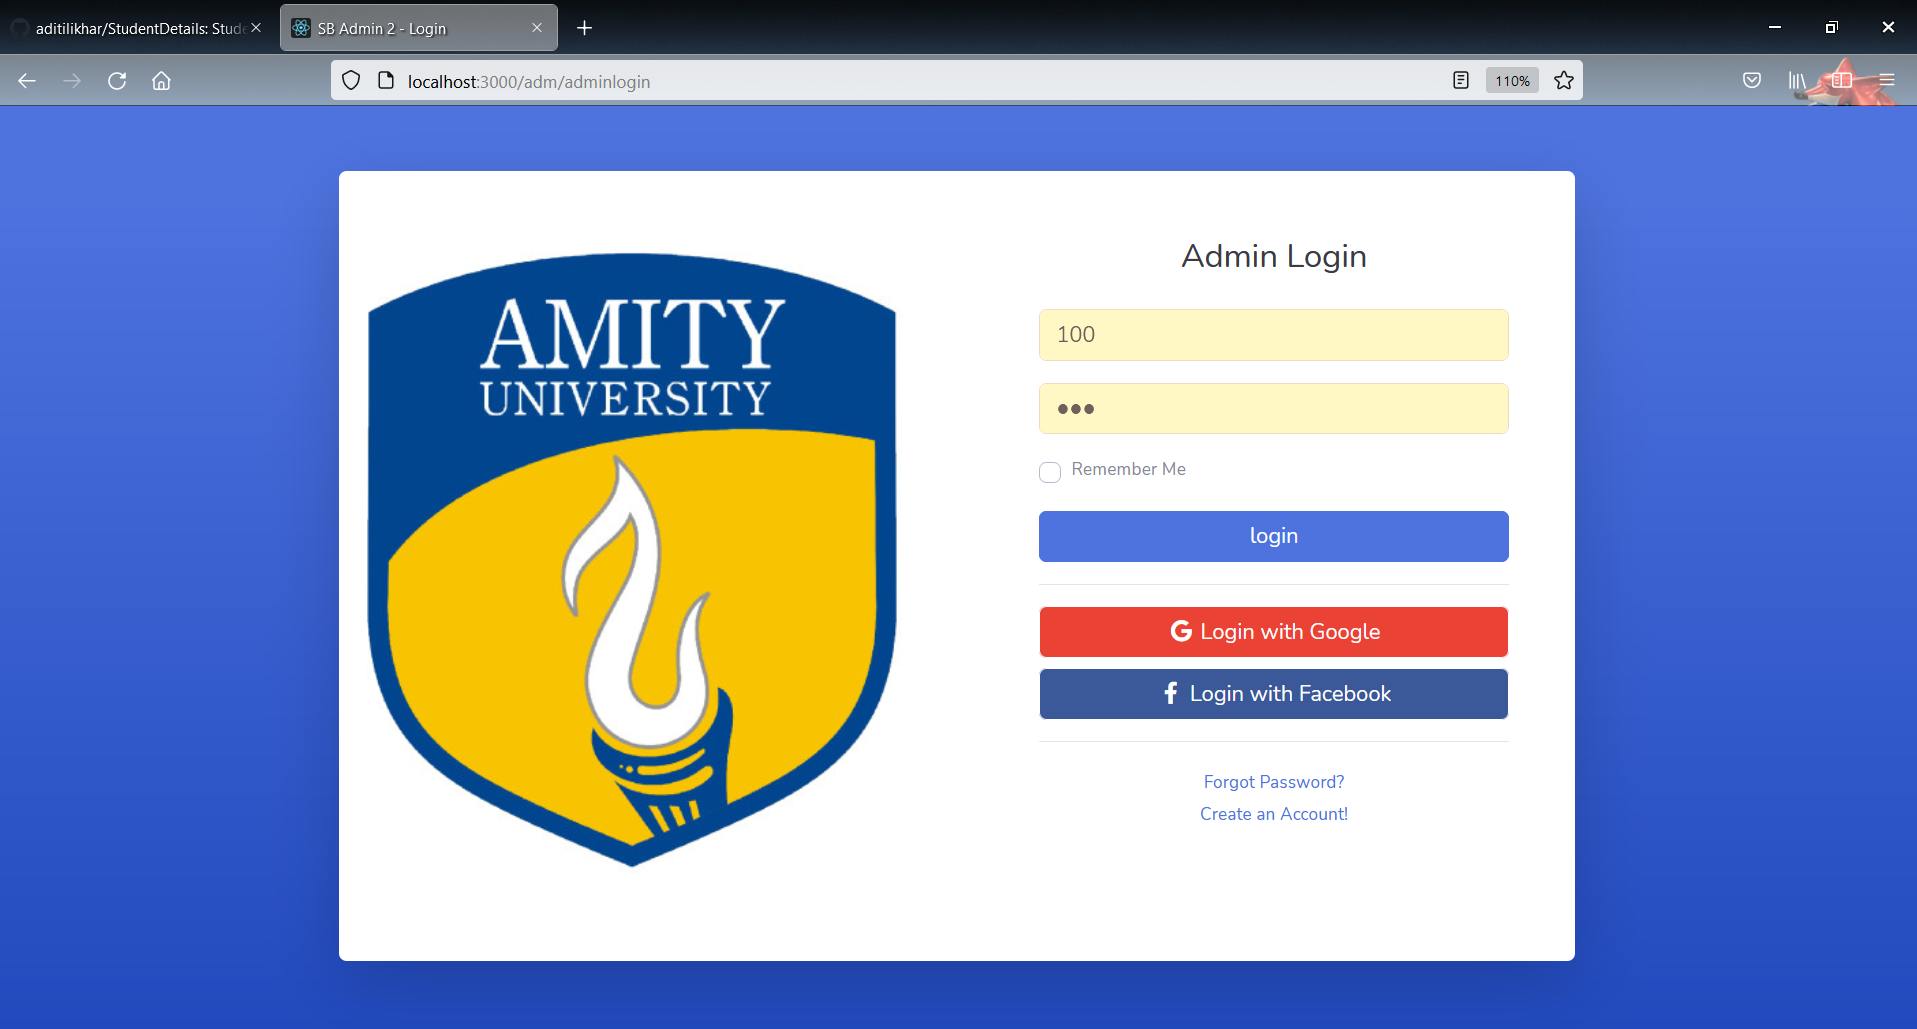 aditilikhar/StudentDetails: Stude
SB Admin 2 - Login
localhost:3000/adm/adminlogin
110%
AMITY
UNIVERSITY
Admin Login
100
•••
Remember Me
login
Login with Google
Login with Facebook
Forgot Password?
Create an Account!